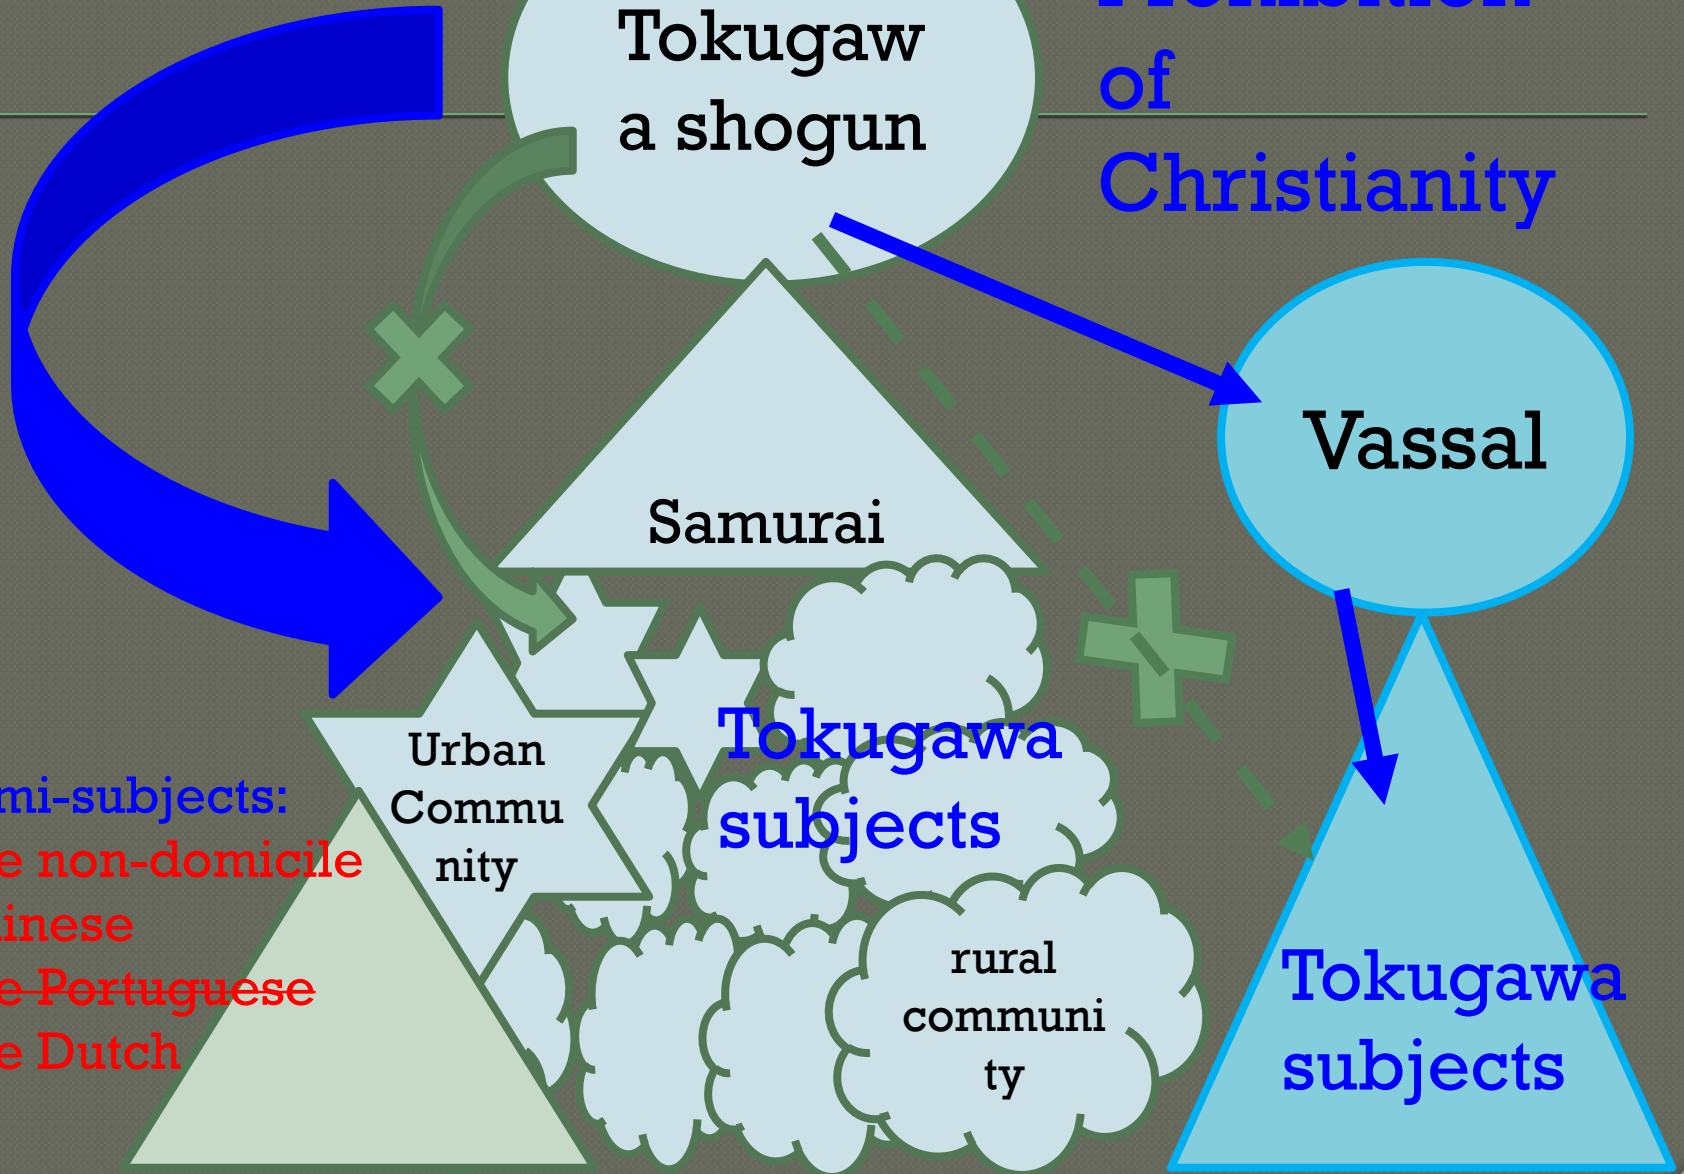 Tokugaw
a shogun
of
Christianity
Vassal
Samurai
Urban
Commu
nity
Tokugawa
subjects
mi-subjects:
e non-domicile
inese
e Portuguese
e Dutch
rural
communi
ty
Tokugawa
subjects